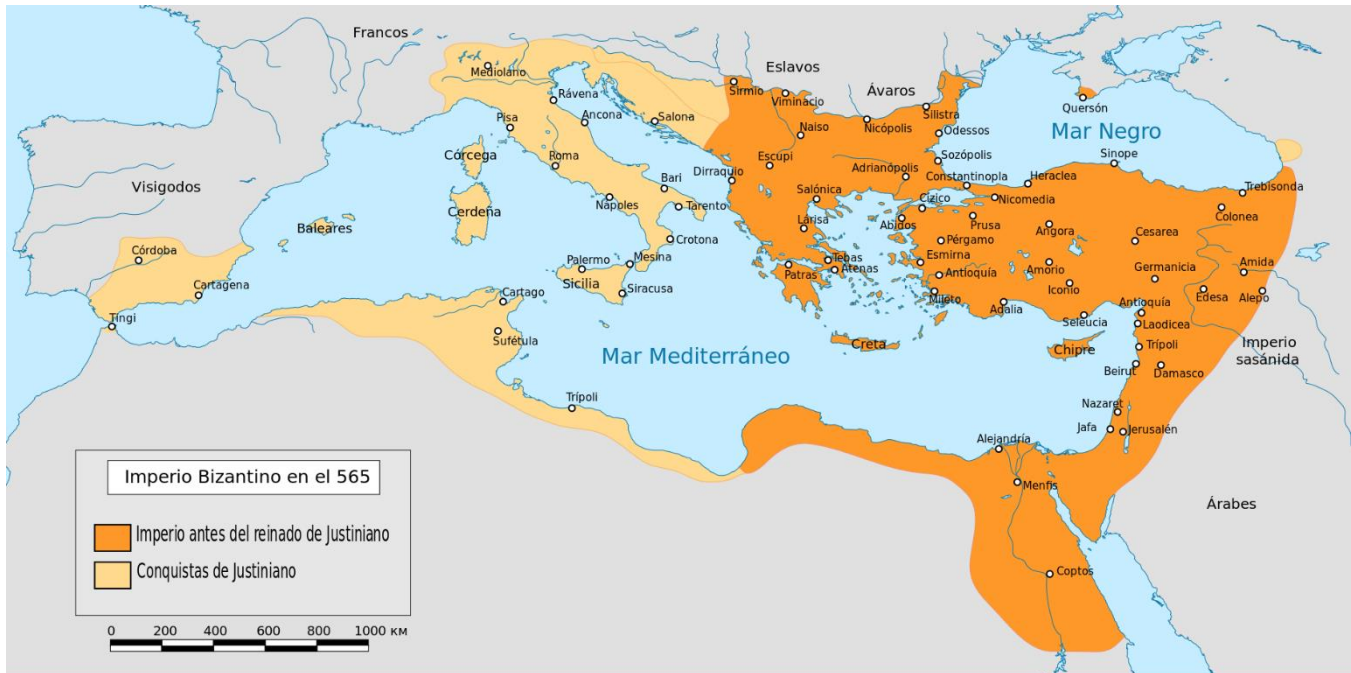 Francos
Eslavos
Ávaros
Mediolano
Rávena
Pisa
Ancona
Salona
Sirmio
Viminacio
Naiso
Nicópolis
Silistra
Odessos
Quersón
Mar Negro
Visigodos
Córcega
Roma
Escupi
Dirraquio
Sozópolis
Adrianópolis
Constantinopla
Heraclea
Sinope
Trebisonda
Cerdeña
Nápoles
Bari
Tarento
Salónica
Cízico
Nicomedia
Colonea
Baleares
Crotona
Lárisa
Abidos
Prusa
Angora
Cesarea
Córdoba
Palermo
Mesina
Tebas
Pérgamo
Esmirna
Amorio
Germanicia
Amida
Cartagena
Sicilia
Siracusa
Patras
Atenas
Antioquía
Iconio
Edesa
Alepo
Tingi
Cartago
Mileto
Adalia
Seleucia
Antioquía
Laodicea
Sufétula
Mar Mediterráneo
Creta
Chipre
Trípoli
Imperio
sasánida
Beirut
Damasco
Trípoli
Nazaret
Jafa
Jerusalén
Alejandría
Menfis
Árabes
Coptos
Imperio Bizantino en el 565
Imperio antes del reinado de Justiniano
Conquistas de Justiniano
0 200 400 600 800 1000 км